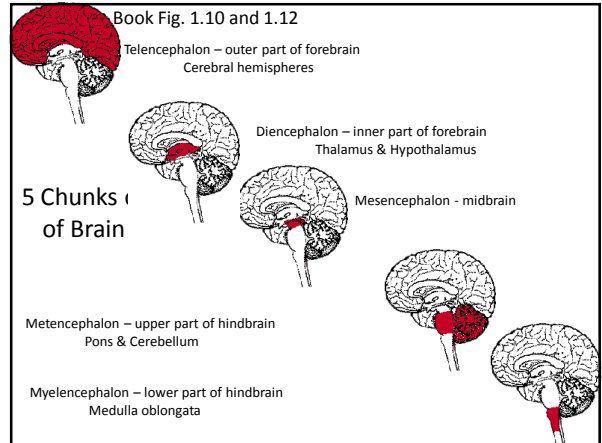 Book Fig. 1.10 and 1.12
Telencephalon – outer part of forebrain
Cerebral hemispheres
Diencephalon – inner part of forebrain
Thalamus & Hypothalamus
5 Chunks
of Brain
Mesencephalon - midbrain
Metencephalon – upper part of hindbrain
Pons & Cerebellum
Myelencephalon – lower part of hindbrain
Medulla oblongata